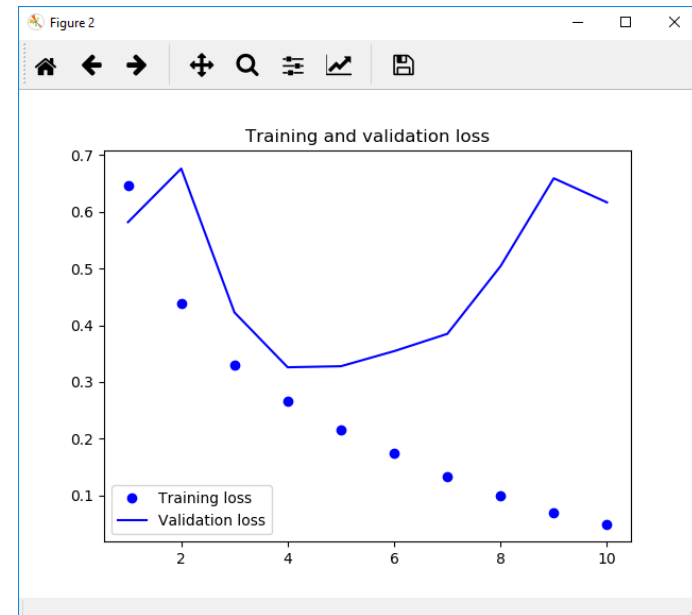 Figure 2
Training and validation loss
0.7
0.6
0.5
0.4
0.3
0.2
0.1
Training loss
Validation loss
2 4 6 8 10